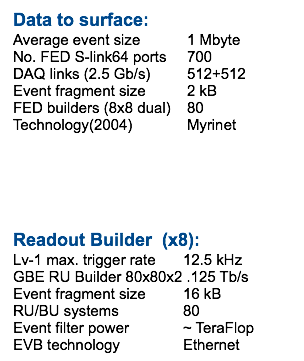 Data to surface:
Average event size 1 Mbyte
No. FED S-link64 ports 700
DAQ links (2.5 Gb/s) 512+512
Event fragment size 2 kB
FED builders (8x8 dual) 80
Technology(2004) Myrinet
Readout Builder (x8):
Lv-1 max. trigger rate 12.5 kHz
GBE RU Builder 80x80x2 .125 Tb/s
Event fragment size 16 kB
RU/BU systems 80
Event filter power ~ TeraFlop
EVB technology Ethernet